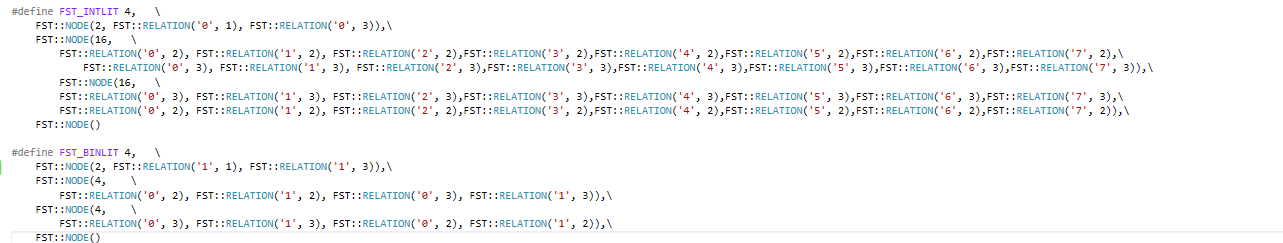 #define FST_INTLIT 4,   \
    FST::NODE(2, FST::RELATION('0', 1), FST::RELATION('0', 3)),\
    FST::NODE(16,   \
        FST::RELATION('0', 2), FST::RELATION('1', 2), FST::RELATION('2', 2),FST::RELATION('3', 2),FST::RELATION('4', 2),FST::RELATION('5', 2),FST::RELATION('6', 2),FST::RELATION('7', 2),\
            FST::RELATION('0', 3), FST::RELATION('1', 3), FST::RELATION('2', 3),FST::RELATION('3', 3),FST::RELATION('4', 3),FST::RELATION('5', 3),FST::RELATION('6', 3),FST::RELATION('7', 3)),\
        FST::NODE(16,   \
        FST::RELATION('0', 3), FST::RELATION('1', 3), FST::RELATION('2', 3),FST::RELATION('3', 3),FST::RELATION('4', 3),FST::RELATION('5', 3),FST::RELATION('6', 3),FST::RELATION('7', 3),\
        FST::RELATION('0', 2), FST::RELATION('1', 2), FST::RELATION('2', 2),FST::RELATION('3', 2),FST::RELATION('4', 2),FST::RELATION('5', 2),FST::RELATION('6', 2),FST::RELATION('7', 2)),\
    FST::NODE()
#define FST_BINLIT 4,   \
    FST::NODE(2, FST::RELATION('1', 1), FST::RELATION('1', 3)),\
    FST::NODE(4,    \
        FST::RELATION('0', 2), FST::RELATION('1', 2), FST::RELATION('0', 3), FST::RELATION('1', 3)),\
    FST::NODE(4,    \
        FST::RELATION('0', 3), FST::RELATION('1', 3), FST::RELATION('0', 2), FST::RELATION('1', 2)),\
    FST::NODE()